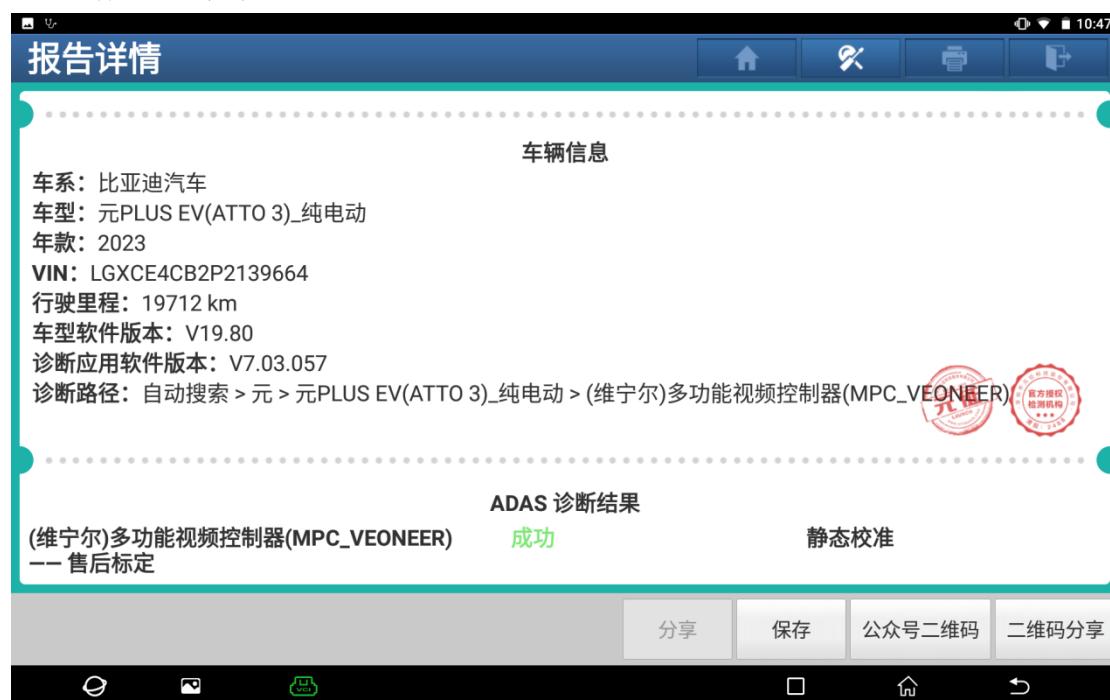 10:47
报告详情
车辆信息
车系：比亚迪汽车
车型：元PLUS EV(ATTO 3)_纯电动
年款：2023
VIN：LGXCE4CB2P2139664
行驶里程：19712 km
车型软件版本：V19.80
诊断应用软件版本：V7.03.057
诊断路径：自动搜索 > 元 > 元PLUS EV(ATTO 3)_纯电动 > (维宁尔)多功能视频控制器(MPC_VEONEER)
元征
LAUNCH
官方授权
检测机构
ADAS 诊断结果
(维宁尔)多功能视频控制器(MPC_VEONEER) 成功 静态校准
—— 售后标定
分享 保存 公众号二维码 二维码分享
VCI